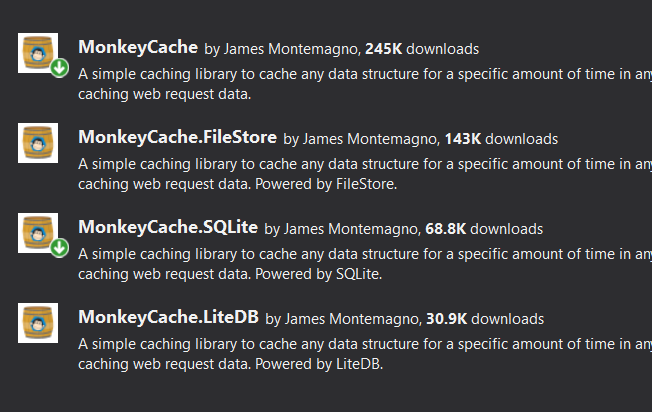 MonkeyCache by James Montemagno, 245K downloads
A simple caching library to cache any data structure for a specific amount of time in any
caching web request data.
MonkeyCache.FileStore by James Montemagno, 143K downloads
A simple caching library to cache any data structure for a specific amount of time in any
caching web request data. Powered by FileStore.
MonkeyCache.SQLite by James Montemagno, 68.8K downloads
A simple caching library to cache any data structure for a specific amount of time in any
caching web request data. Powered by SQLite.
MonkeyCache.LiteDB by James Montemagno, 30.9K downloads
A simple caching library to cache any data structure for a specific amount of time in any
caching web request data. Powered by LiteDB.